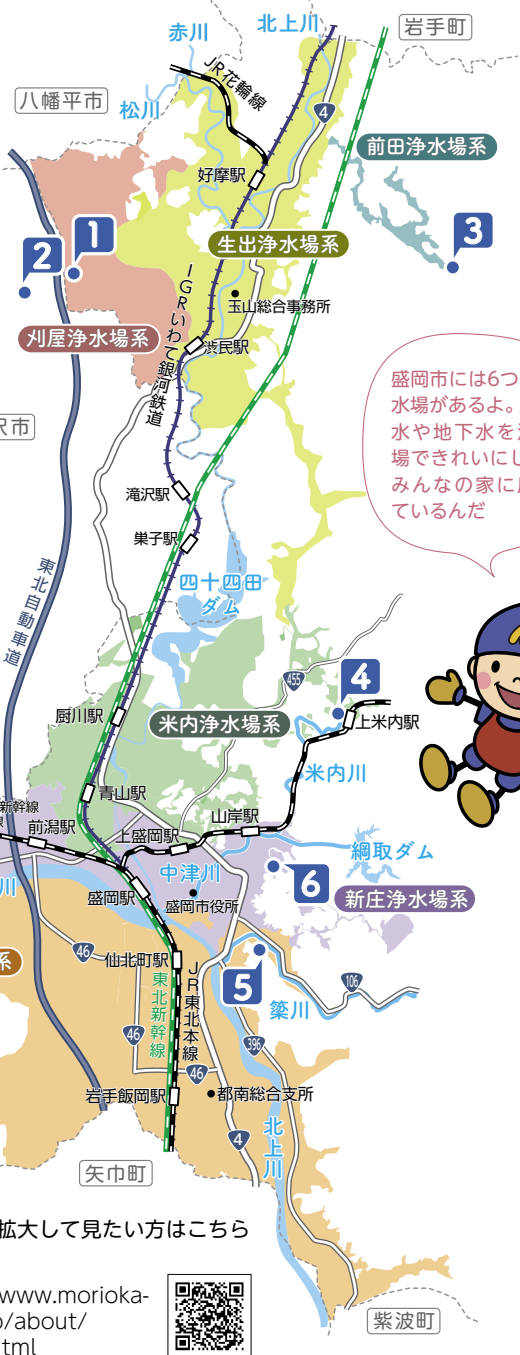 赤川
北上川
岩手町
JR花輪線
八幡平市
松川
4
前田浄水場系
好摩駅
3
生出浄水場系
1
2
IGRいわて銀河鉄道
玉山総合事務所
刈屋浄水場系
渋民駅
盛岡市には6つ
水場があるよ。
水や地下水を
場できれいにし
みんなの家に
ているんだ
沢市
滝沢駅
巣子駅
東北自動車道
四十四田
ダム
455
4
厨川駅
米内浄水場系
上米内駅
米内川
青山駅
新幹線
線
前潟駅
上盛岡駅
山岸駅
綱取ダム
中津川
川
6
盛岡駅
盛岡市役所
新庄浄水場系
系
46
仙北町駅
5
106
簗川
東北新幹線
JR東北本線
46
396
46
岩手飯岡駅
都南総合支所
4
北上川
矢巾町
拡大して見たい方はこちら
www.morioka-
o/about/
tml
紫波町